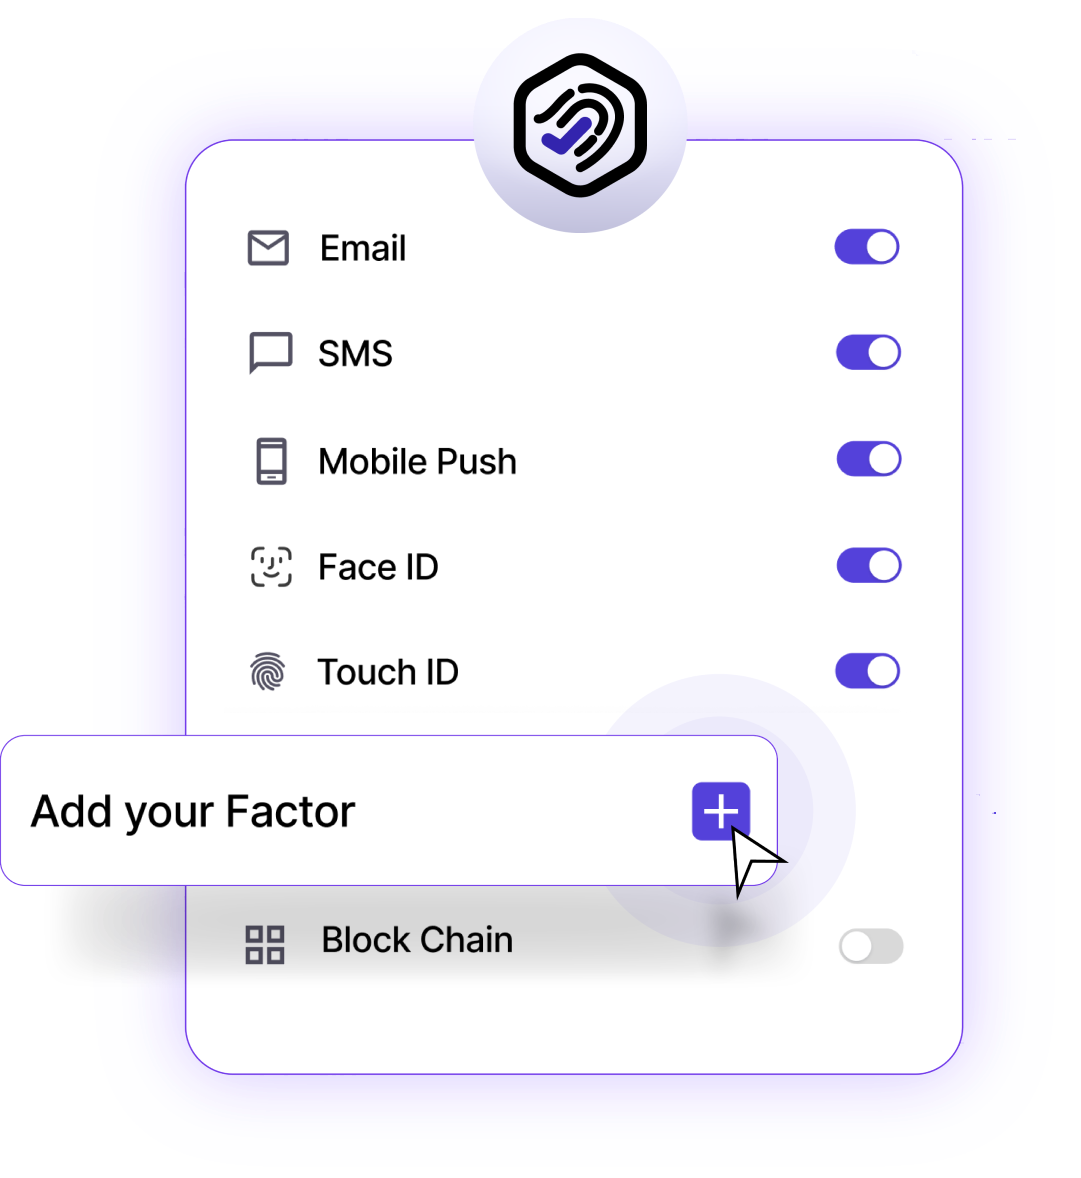 Email
SMS
Mobile Push
Face ID
Touch ID
Add your Factor
Block Chain